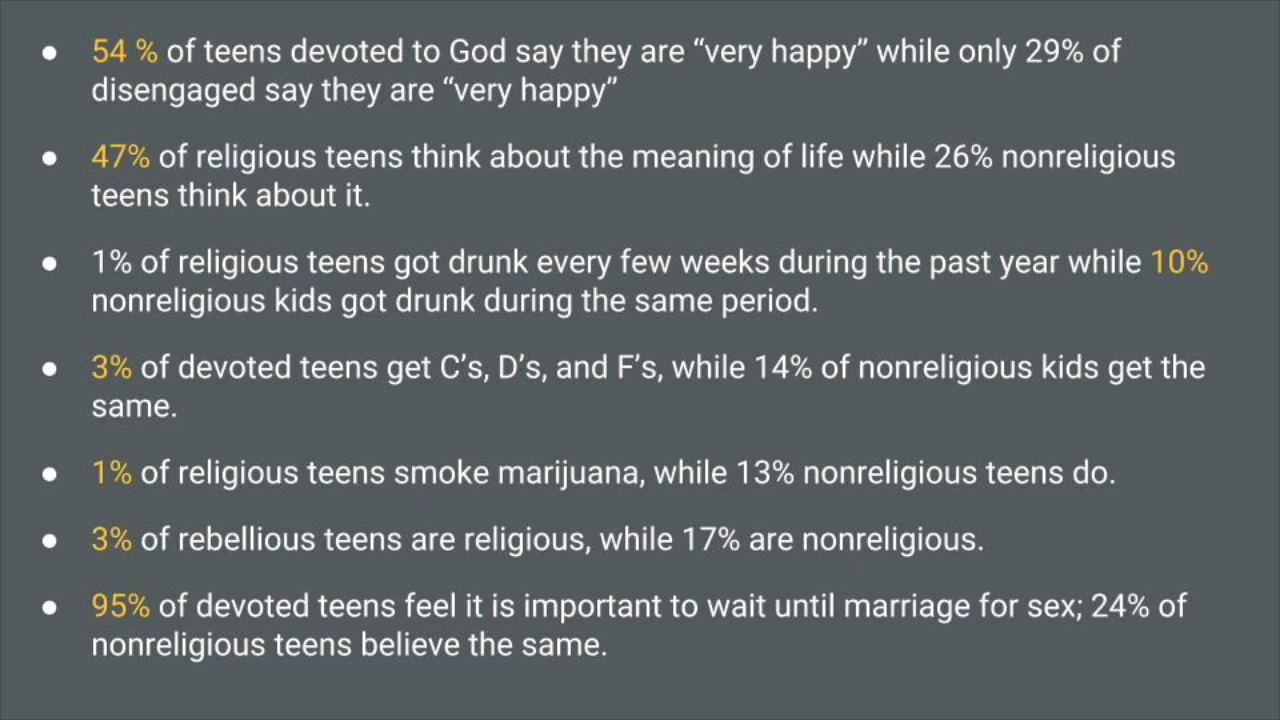 ● 54 % of teens devoted to God say they are “very happy” while only 29% of
disengaged say they are “very happy”
● 47% of religious teens think about the meaning of life while 26% nonreligious
teens think about it.
● 1% of religious teens got drunk every few weeks during the past year while 10%
nonreligious kids got drunk during the same period.
● 3% of devoted teens get C’s, D’s, and F’s, while 14% of nonreligious kids get the
same.
● 1% of religious teens smoke marijuana, while 13% nonreligious teens do.
● 3% of rebellious teens are religious, while 17% are nonreligious.
● 95% of devoted teens feel it is important to wait until marriage for sex; 24% of
nonreligious teens believe the same.